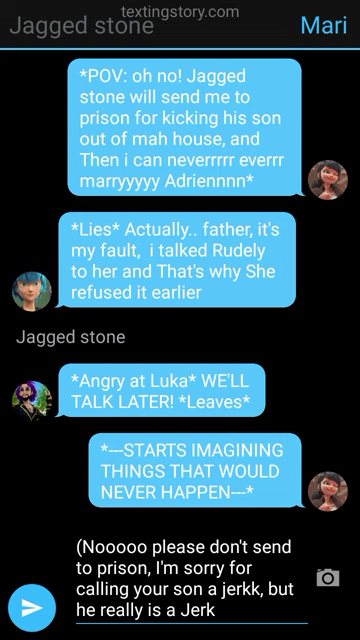 textingstory.com
Jagged stone
Mari
*POV: oh no! Jagged
stone will send me to
prison for kicking his son
out of mah house, and
Then i can neverrrrr everrr
marryyyyy Adriennnn*
*Lies* Actually.. father, it's
my fault,  i talked Rudely
to her and That's why She
refused it earlier
Jagged stone
*Angry at Luka* WE'LL
TALK LATER! *Leaves*
*---STARTS IMAGINING
THINGS THAT WOULD
NEVER HAPPEN---*
(Nooooo please don't send
to prison, I'm sorry for
calling your son a jerkk, but
he really is a Jerk